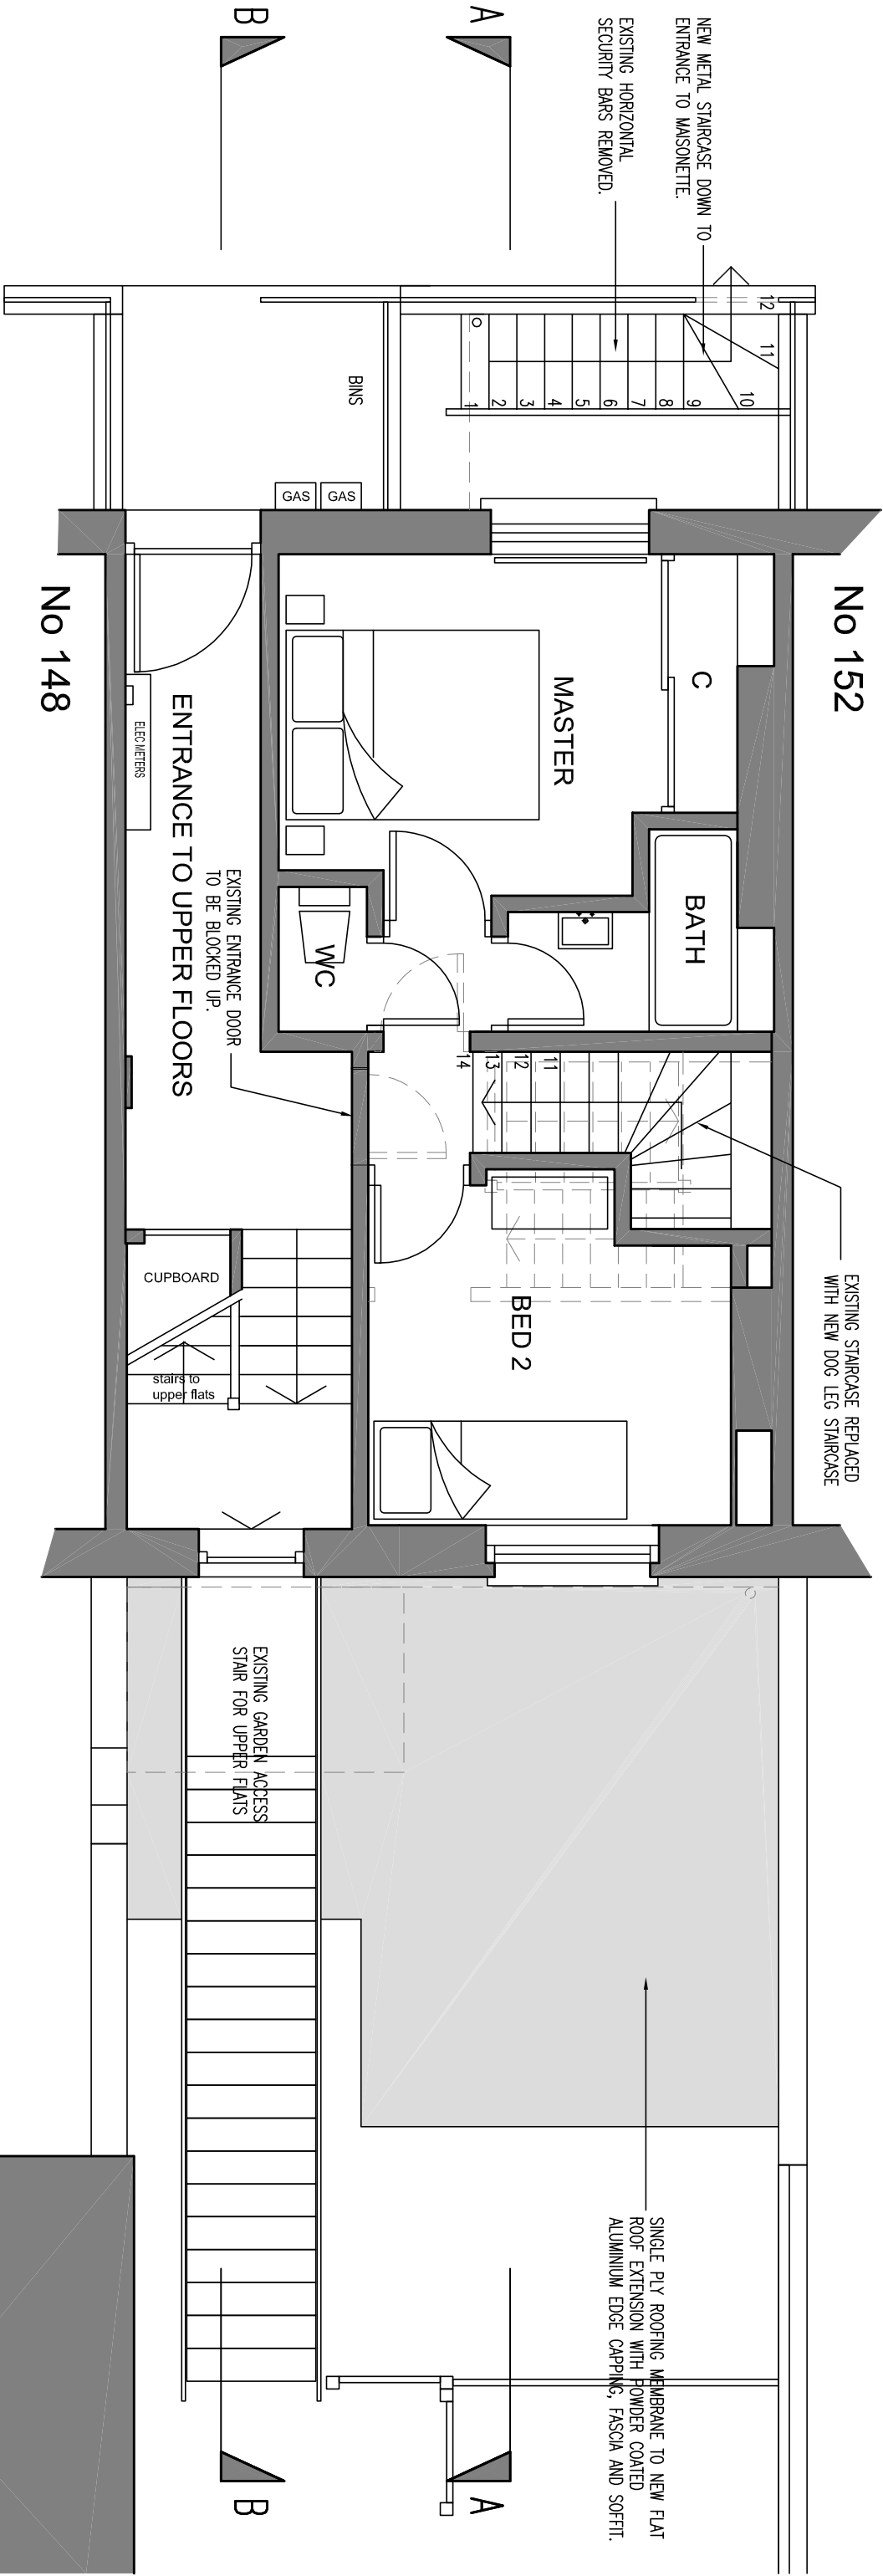 B
A
NEW METAL STAIRCASE DOWN TO
ENTRANCE TO MAISONETTE.
EXISTING HORIZONTAL
SECURITY BARS REMOVED.
12
11
10
9
8
7
6
5
4
3
2
1
BINS
GAS
GAS
No 152
No 148
C
MASTER
BATH
WC
ELEC METERS
ENTRANCE TO UPPER FLOORS
EXISTING ENTRANCE DOOR
TO BE BLOCKED UP.
14
13
12
11
EXISTING STAIRCASE REPLACED
WITH NEW DOG LEG STAIRCASE
BED 2
CUPBOARD
stairs to
upper flats
EXISTING GARDEN ACCESS
STAIR FOR UPPER FLATS
SINGLE PLY ROOFING MEMBRANE TO NEW FLAT
ROOF EXTENSION WITH POWDER COATED
ALUMINIUM EDGE CAPPING, FASCIA AND SOFFIT.
B
A